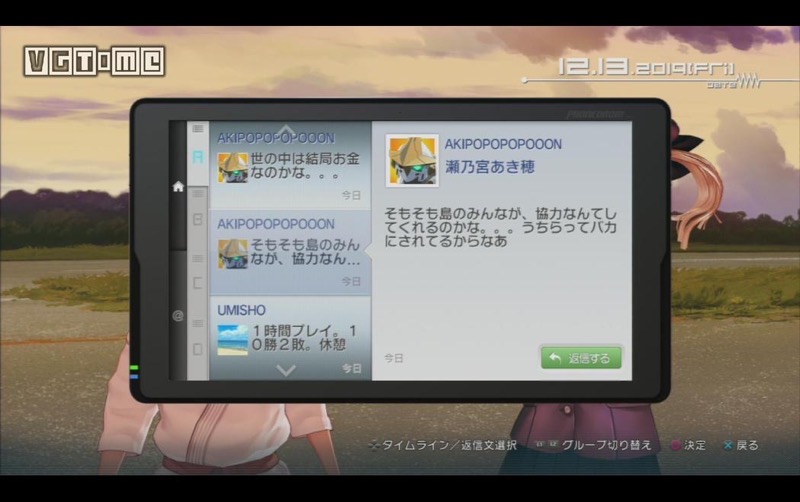 VGTIME
12.13.2019(Fri)
DATE
AKIPOPOPOPOOON
世の中は結局お金
なのかな。。。
今日
AKIPOPOPOPOOON
そもそも島のみん
なが、協力なん…
今日
UMISHO
1時間プレイ。1
0勝2敗。休憩
今日
AKIPOPOPOPOOON
瀬乃宮あき穂
そもそも島のみんなが、協力なんてし
てくれるのかな。。。うちらってバカ
にされてるからなあ
今日
返信する
タイムライン/返信文選択
グループ切り替え
決定
戻る